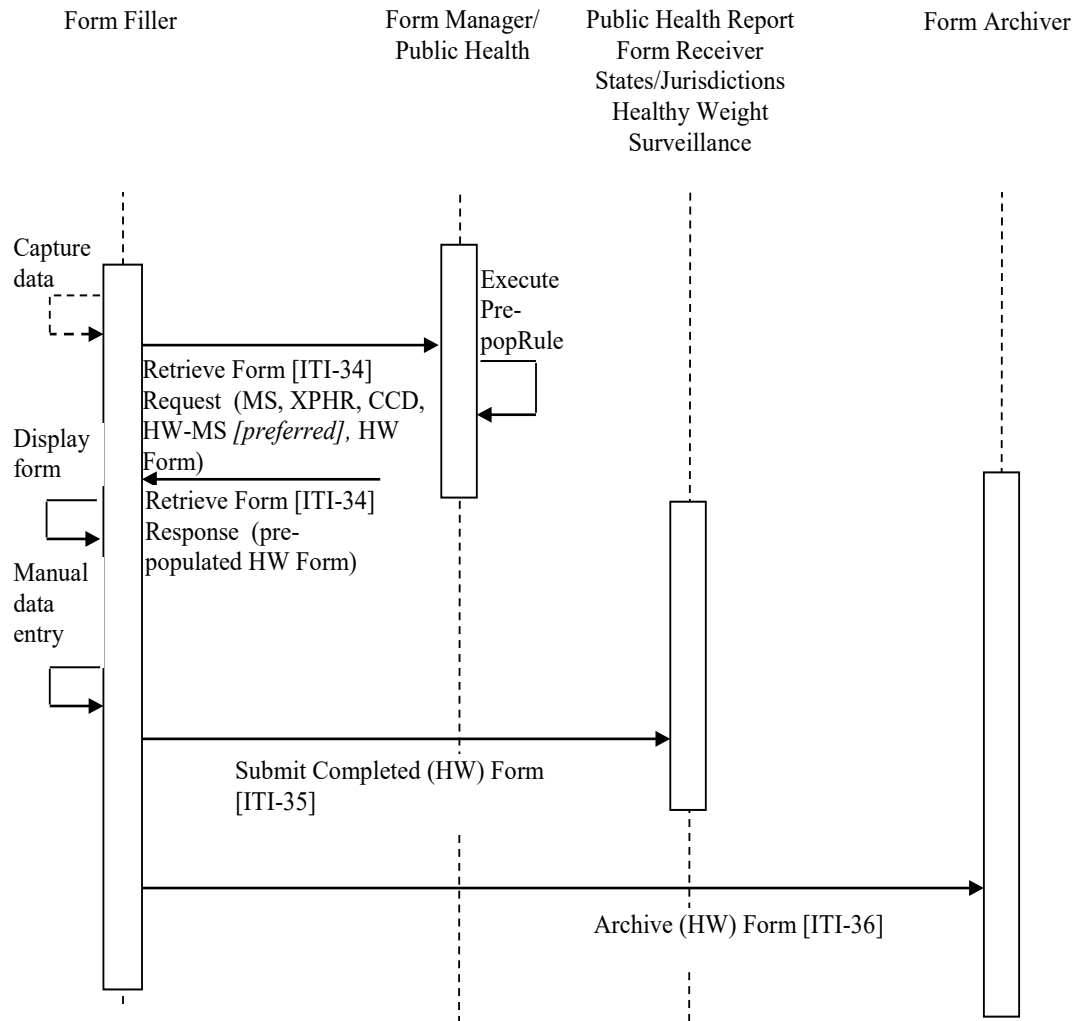 Form Filler
Form Manager/
Public Health
Public Health Report
Form Receiver
States/Jurisdictions
Healthy Weight
Surveillance
Form Archiver
Capture
data
Execute
Pre-
popRule
Retrieve Form [ITI-34]
Request (MS, XPHR, CCD,
HW-MS [preferred], HW
Form)
Display
form
Retrieve Form [ITI-34]
Response (pre-
populated HW Form)
Manual
data
entry
Submit Completed (HW) Form
[ITI-35]
Archive (HW) Form [ITI-36]